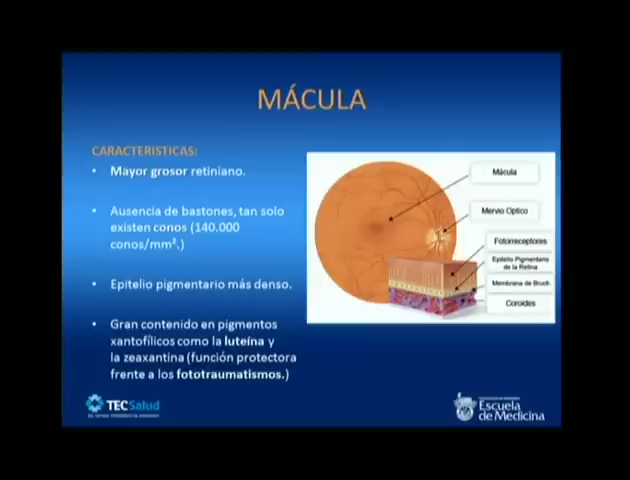 MÁCULA
CARACTERISTICAS:
• Mayor grosor retiniano.
• Ausencia de bastones, tan solo
existen conos (140.000
conos/mm².)
• Epitelio pigmentario más denso.
• Gran contenido en pigmentos
xantofílicos como la luteína y
la zeaxantina (función protectora
frente a los fototraumatismos.)
Mácula
Mervio Optico
Fotorreceptores
Epitelio Pigmentario
de la Retina
Membrana de Bruch
Coroides
TECSalud
Escuela
de Medicina